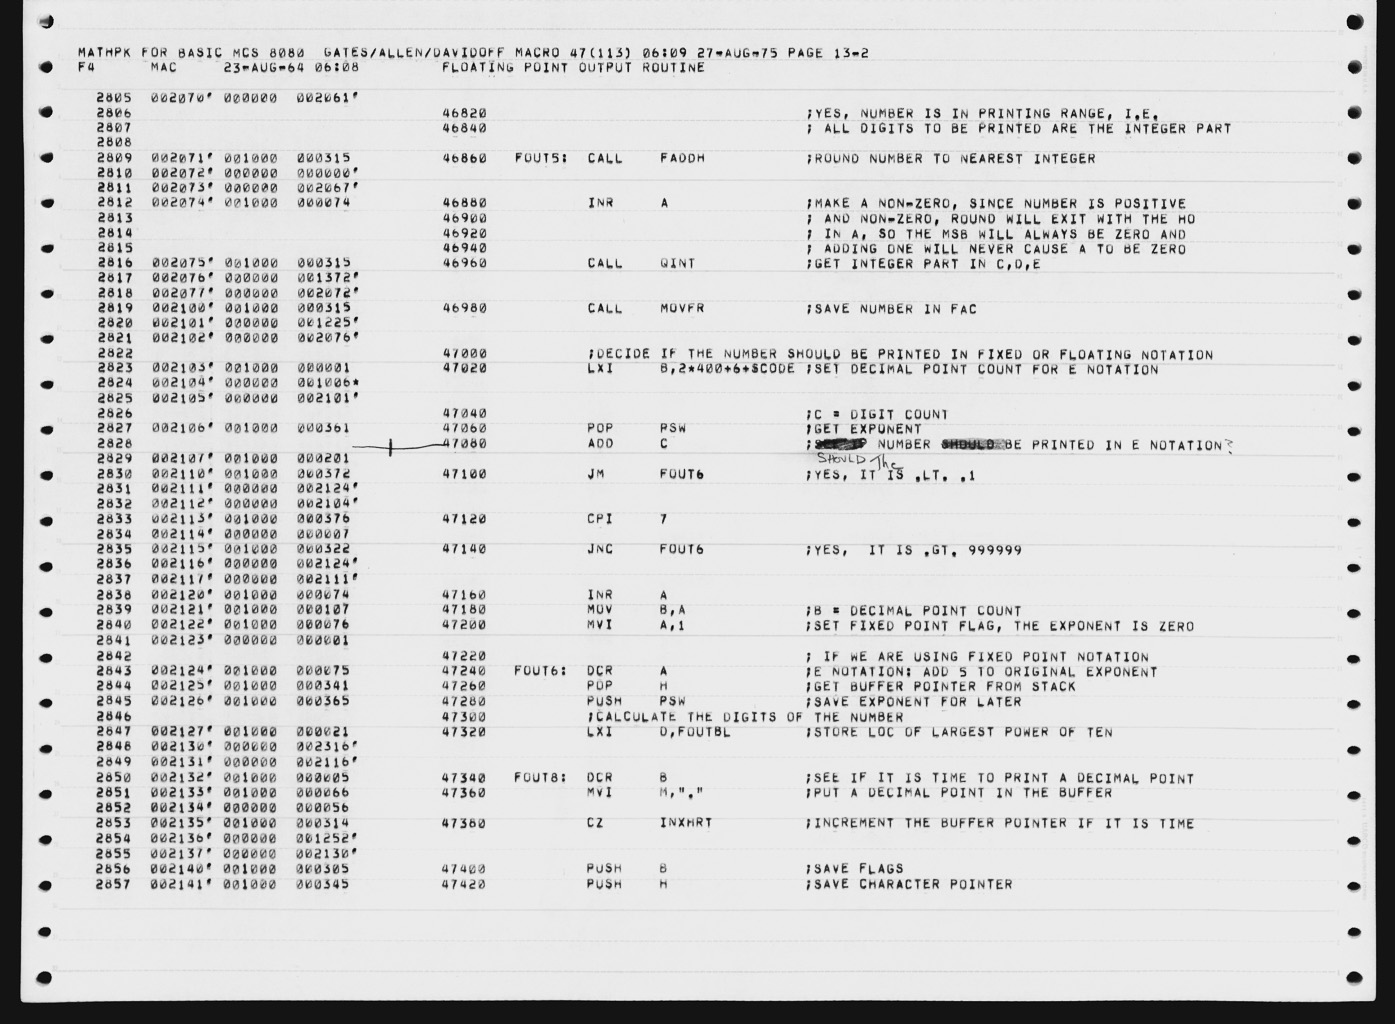 MATHPK FOR BASIC MCS 8080  GATES/ALLEN/DAVIDOFF MACRO 47(113) 06:09 27-AUG-75 PAGE 13-2
F4      MAC     23-AUG-64 06:08         FLOATING POINT OUTPUT ROUTINE
2805  002070' 000000  002061'
2806  46820  ;YES, NUMBER IS IN PRINTING RANGE, I.E.
2807  46840  ; ALL DIGITS TO BE PRINTED ARE THE INTEGER PART
2808
2809  002071' 001000  000315  46860  FOUT5:  CALL  FADDH  ;ROUND NUMBER TO NEAREST INTEGER
2810  002072' 000000  000000'
2811  002073' 000000  002067'
2812  002074' 001000  000074  46880  INR  A  ;MAKE A NON-ZERO, SINCE NUMBER IS POSITIVE
2813  46900  ; AND NON-ZERO, ROUND WILL EXIT WITH THE HO
2814  46920  ; IN A, SO THE MSB WILL ALWAYS BE ZERO AND
2815  46940  ; ADDING ONE WILL NEVER CAUSE A TO BE ZERO
2816  002075' 001000  000315  46960  CALL  QINT  ;GET INTEGER PART IN C,D,E
2817  002076' 000000  001372'
2818  002077' 000000  002072'
2819  002100' 001000  000315  46980  CALL  MOVFR  ;SAVE NUMBER IN FAC
2820  002101' 000000  001225'
2821  002102' 000000  002076'
2822  47000  ;DECIDE IF THE NUMBER SHOULD BE PRINTED IN FIXED OR FLOATING NOTATION
2823  002103' 001000  000001  47020  LXI  B,2*400+6+$CODE ;SET DECIMAL POINT COUNT FOR E NOTATION
2824  002104' 000000  001006*
2825  002105' 000000  002101'
2826  47040  ;C = DIGIT COUNT
2827  002106' 001000  000361  47060  POP  PSW  ;GET EXPONENT
2828  47080  ADD  C  ; NUMBER SHOULD BE PRINTED IN E NOTATION?
2829  002107' 001000  000201  SHOULD The
2830  002110' 001000  000372  47100  JM  FOUT6  ;YES, IT IS .LT. .1
2831  002111' 000000  002124'
2832  002112' 000000  002104'
2833  002113' 001000  000376  47120  CPI  7
2834  002114' 000000  000007
2835  002115' 001000  000322  47140  JNC  FOUT6  ;YES,  IT IS .GT. 999999
2836  002116' 000000  002124'
2837  002117' 000000  002111'
2838  002120' 001000  000074  47160  INR  A
2839  002121' 001000  000107  47180  MOV  B,A  ;B = DECIMAL POINT COUNT
2840  002122' 001000  000076  47200  MVI  A,1  ;SET FIXED POINT FLAG, THE EXPONENT IS ZERO
2841  002123' 000000  000001
2842  47220  ; IF WE ARE USING FIXED POINT NOTATION
2843  002124' 001000  000075  47240  FOUT6:  DCR  A  ;E NOTATION: ADD 5 TO ORIGINAL EXPONENT
2844  002125' 001000  000341  47260  POP  H  ;GET BUFFER POINTER FROM STACK
2845  002126' 001000  000365  47280  PUSH  PSW  ;SAVE EXPONENT FOR LATER
2846  47300  ;CALCULATE THE DIGITS OF THE NUMBER
2847  002127' 001000  000021  47320  LXI  D,FOUTBL  ;STORE LOC OF LARGEST POWER OF TEN
2848  002130' 000000  002316'
2849  002131' 000000  002116'
2850  002132' 001000  000005  47340  FOUT8:  DCR  B  ;SEE IF IT IS TIME TO PRINT A DECIMAL POINT
2851  002133' 001000  000066  47360  MVI  M,"."  ;PUT A DECIMAL POINT IN THE BUFFER
2852  002134' 000000  000056
2853  002135' 001000  000314  47380  CZ  INXHRT  ;INCREMENT THE BUFFER POINTER IF IT IS TIME
2854  002136' 000000  001252'
2855  002137' 000000  002130'
2856  002140' 001000  000305  47400  PUSH  B  ;SAVE FLAGS
2857  002141' 001000  000345  47420  PUSH  H  ;SAVE CHARACTER POINTER